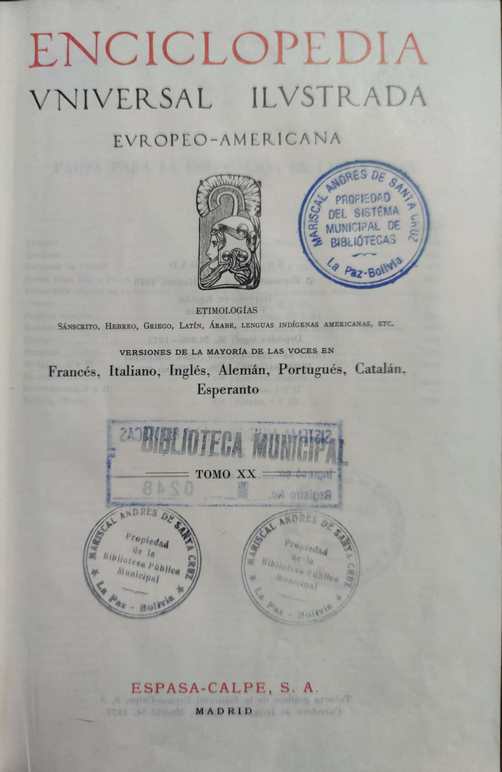 ENCICLOPEDIA
VNIVERSAL ILVSTRADA
EVROPEO-AMERICANA
MARISCAL ANDRES DE SANTA CRUZ
PROPIEDAD
DEL SISTEMA
MUNICIPAL DE
BIBLIOTECAS
La Paz-Bolivia
ETIMOLOGÍAS
SÁNSCRITO, HEBREO, GRIEGO, LATÍN, ÁRABE, LENGUAS INDÍGENAS AMERICANAS, ETC.
VERSIONES DE LA MAYORÍA DE LAS VOCES EN
Francés, Italiano, Inglés, Alemán, Portugués, Catalán,
Esperanto
BIBLIOTECA MUNICIPAL
TOMO XX
MARISCAL ANDRES DE SANTA CRUZ
Propiedad
de la
Biblioteca Pública
Municipal
La Paz - Bolivia
MARISCAL ANDRES DE SANTA CRUZ
Propiedad
de la
Biblioteca Pública
Municipal
La Paz - Bolivia
ESPASA-CALPE, S. A.
MADRID